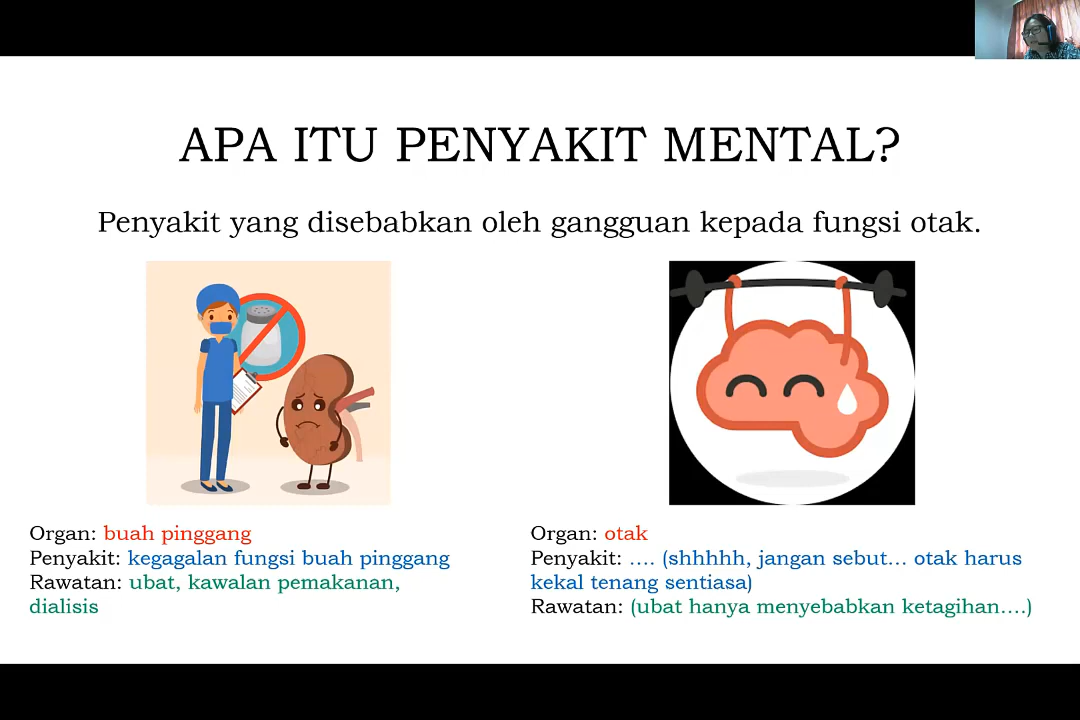 APA ITU PENYAKIT MENTAL?
Penyakit yang disebabkan oleh gangguan kepada fungsi otak.
Organ: buah pinggang
Penyakit: kegagalan fungsi buah pinggang
Rawatan: ubat, kawalan pemakanan,
dialisis
Organ: otak
Penyakit: .... (shhhhh, jangan sebut... otak harus
kekal tenang sentiasa)
Rawatan: (ubat hanya menyebabkan ketagihan....)